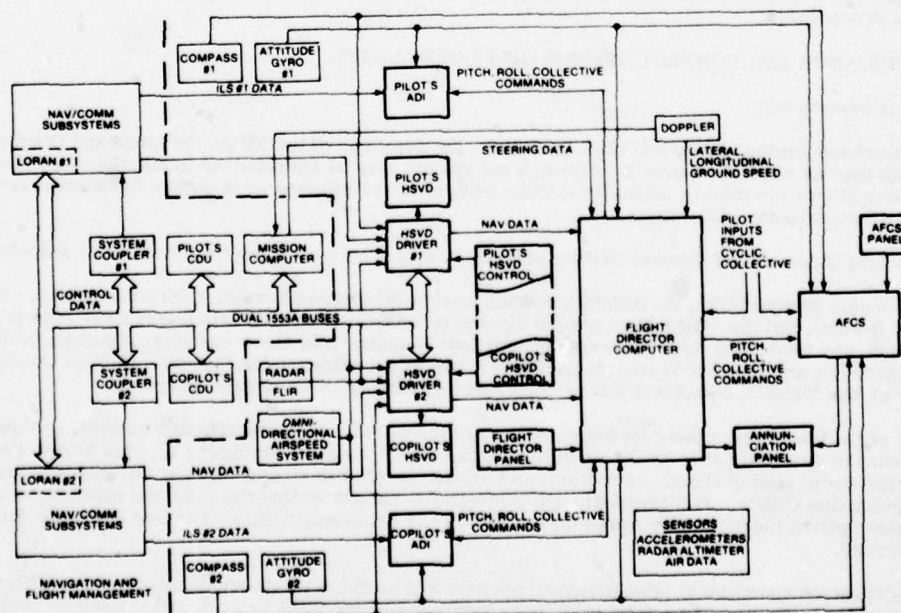 COMPASS
#1
ATTITUDE
GYRO
#1
ILS #1 DATA
NAV/COMM
SUBSYSTEMS
LORAN #1
PILOT'S
ADI
PITCH, ROLL, COLLECTIVE
COMMANDS
DOPPLER
STEERING DATA
LATERAL,
LONGITUDINAL
GROUND SPEED
PILOT'S
HSVD
HSVD
DRIVER
#1
NAV DATA
PILOT
INPUTS
FROM
CYCLIC,
COLLECTIVE
AFCS
PANEL
SYSTEM
COUPLER
#1
PILOT'S
CDU
MISSION
COMPUTER
PILOT'S
HSVD
CONTROL
CONTROL
DATA
DUAL 1553A BUSES
FLIGHT
DIRECTOR
COMPUTER
AFCS
SYSTEM
COUPLER
#2
COPILOT'S
CDU
RADAR
FLIR
HSVD
DRIVER
#2
COPILOT'S
HSVD
CONTROL
PITCH,
ROLL,
COLLECTIVE
COMMANDS
NAV DATA
OMNI-
DIRECTIONAL
AIRSPEED
SYSTEM
COPILOT'S
HSVD
FLIGHT
DIRECTOR
PANEL
ANNUN-
CIATION
PANEL
LORAN #2
NAV DATA
NAV/COMM
SUBSYSTEMS
PITCH, ROLL, COLLECTIVE
COMMANDS
ILS #2 DATA
COPILOT'S
ADI
SENSORS
ACCELEROMETERS
RADAR ALTIMETER
AIR DATA
NAVIGATION AND
FLIGHT MANAGEMENT
COMPASS
#2
ATTITUDE
GYRO
#2